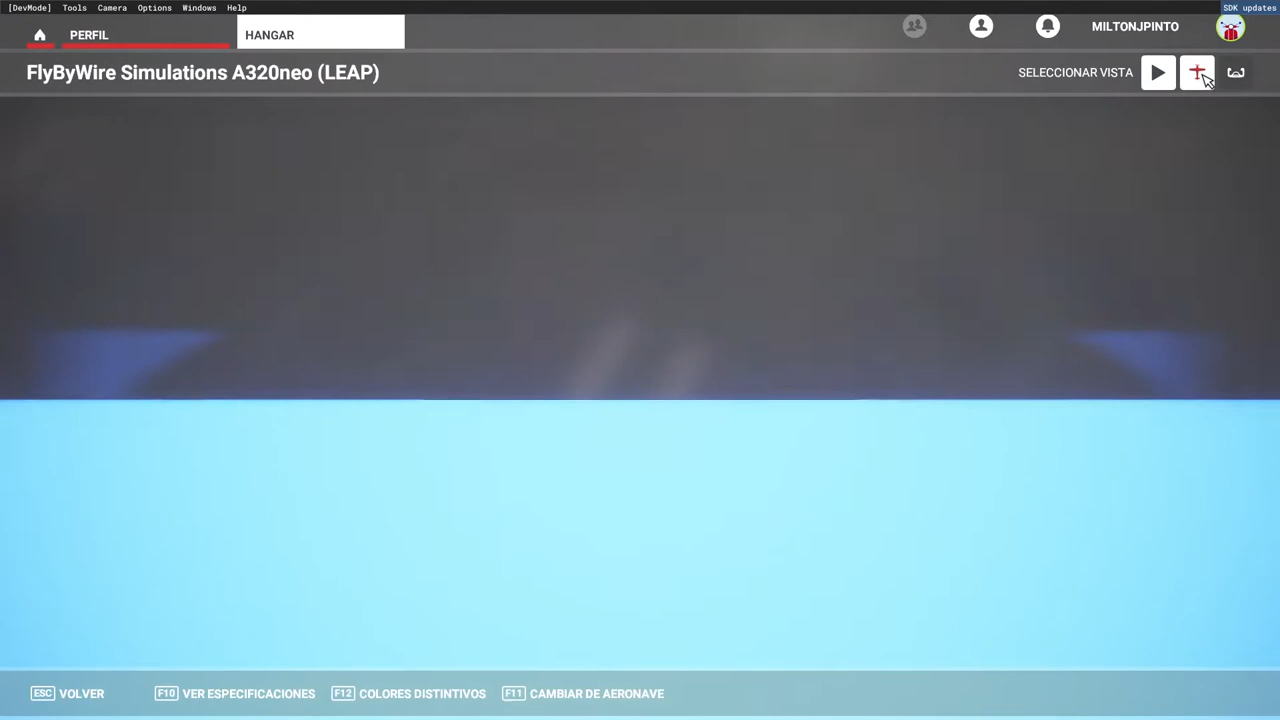 [DevMode] Tools Camera Options Windows Help SDK updates
PERFIL HANGAR MILTONJPINTO
FlyByWire Simulations A320neo (LEAP) SELECCIONAR VISTA
ESC VOLVER F10 VER ESPECIFICACIONES F12 COLORES DISTINTIVOS F11 CAMBIAR DE AERONAVE